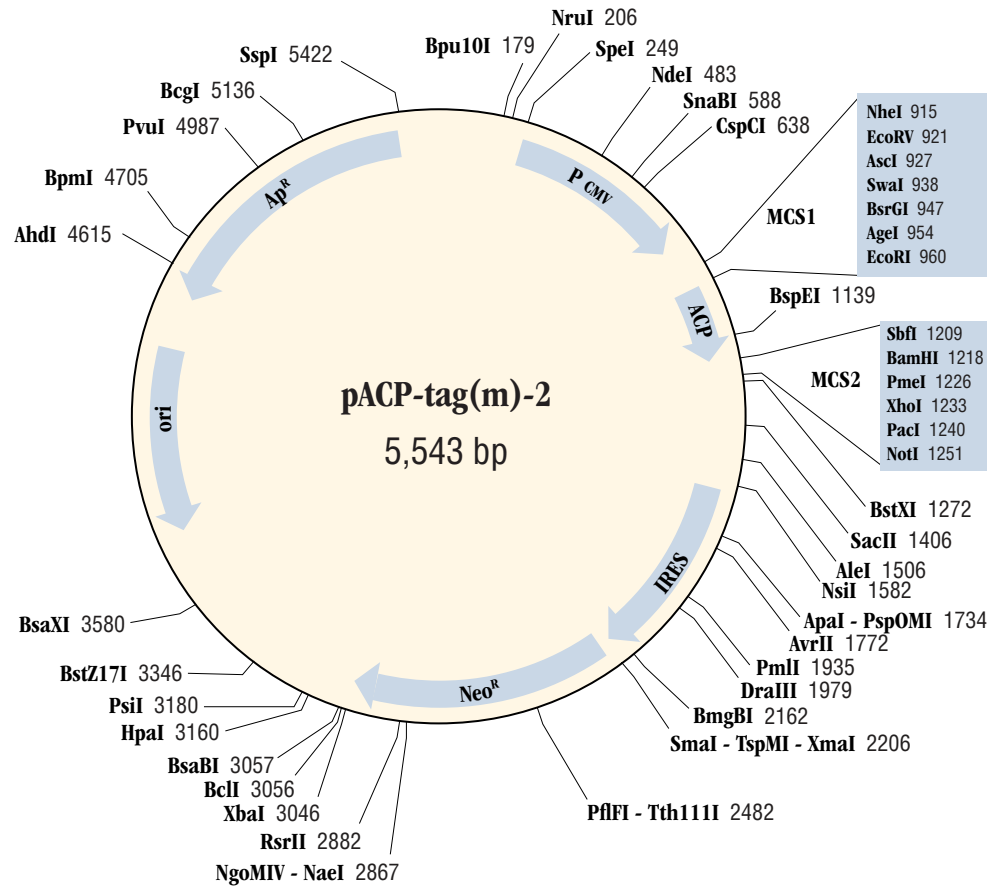 NruI 206
Bpu10I 179
SpeI 249
SspI 5422
NdeI 483
BcgI 5136
SnaBI 588
PvuI 4987
CspCI 638
NheI 915
EcoRV 921
AscI 927
SwaI 938
BsrGI 947
AgeI 954
EcoRI 960
MCS1
BpmI 4705
AhdI 4615
Ap^R
P CMV
BspEI 1139
ACP
SbfI 1209
BamHI 1218
PmeI 1226
XhoI 1233
PacI 1240
NotI 1251
MCS2
pACP-tag(m)-2
5,543 bp
ori
BstXI 1272
SacII 1406
AleI 1506
NsiI 1582
IRES
ApaI - PspOMI 1734
AvrII 1772
PmlI 1935
DraIII 1979
BmgBI 2162
SmaI - TspMI - XmaI 2206
Neo^R
BsaXI 3580
BstZ17I 3346
PsiI 3180
HpaI 3160
BsaBI 3057
BclI 3056
XbaI 3046
RsrII 2882
NgoMIV - NaeI 2867
PflFI - Tth111I 2482